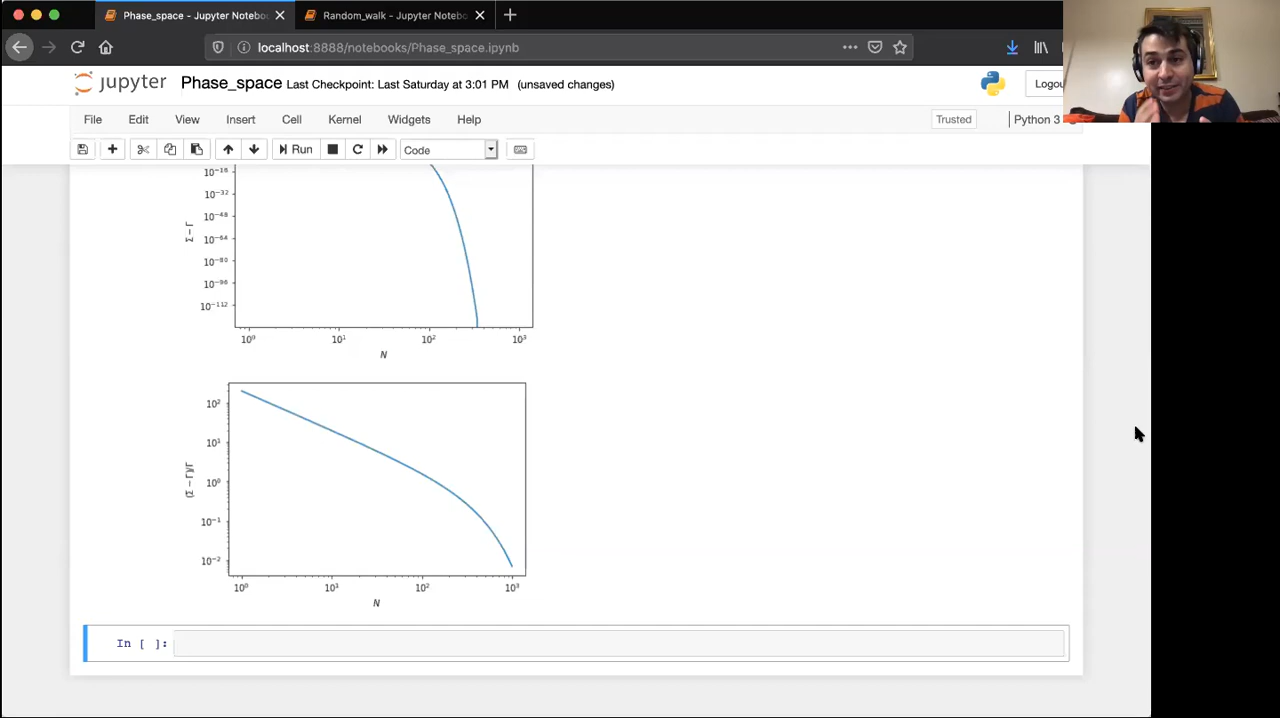 Phase_space - Jupyter Notebo
Random_walk - Jupyter Notebo
localhost:8888/notebooks/Phase_space.ipynb
jupyter Phase_space Last Checkpoint: Last Saturday at 3:01 PM (unsaved changes) Logou
File Edit View Insert Cell Kernel Widgets Help Trusted Python 3
Run Code
10⁻¹⁶
10⁻³²
10⁻⁴⁸
10⁻⁶⁴
10⁻⁸⁰
10⁻⁹⁶
10⁻¹¹²
Σ − Γ
10⁰ 10¹ 10² 10³
N
10²
10¹
10⁰
10⁻¹
10⁻²
(Σ − Γ)/Γ
10⁰ 10¹ 10² 10³
N
In [ ]: